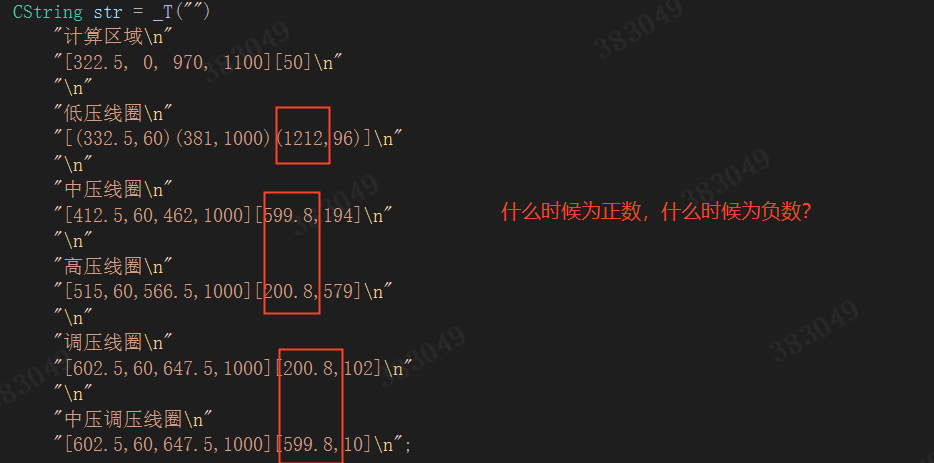 CString str = _T("")
"计算区域\n"
"[322.5, 0, 970, 1100][50]\n"
"\n"
"低压线圈\n"
"[(332.5,60)(381,1000)(1212,96)]\n"
"\n"
"中压线圈\n"
"[412.5,60,462,1000][599.8,194]\n"
"\n"
"高压线圈\n"
"[515,60,566.5,1000][200.8,579]\n"
"\n"
"调压线圈\n"
"[602.5,60,647.5,1000][200.8,102]\n"
"\n"
"中压调压线圈\n"
"[602.5,60,647.5,1000][599.8,10]\n";
什么时候为正数，什么时候为负数？
383049
383049
383049
383049
383049
383049
383049